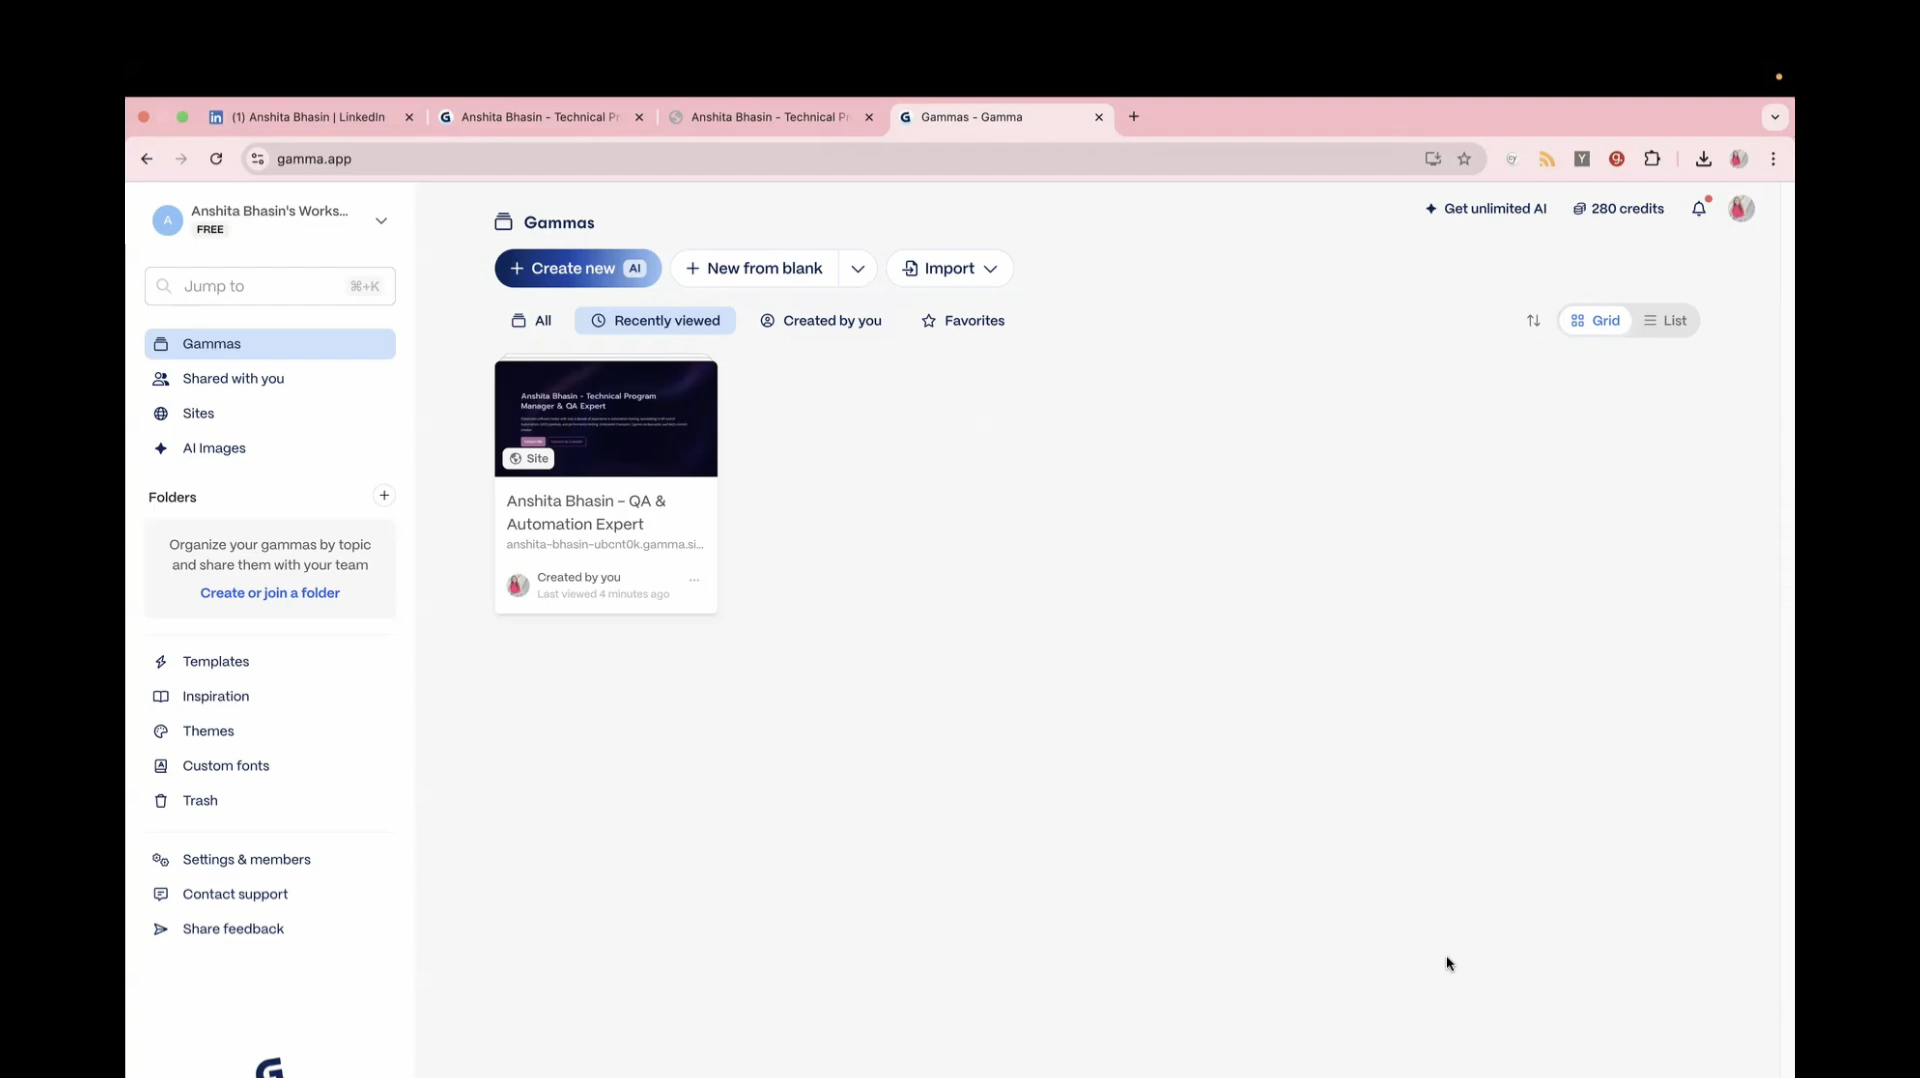 (1) Anshita Bhasin | LinkedIn
Anshita Bhasin - Technical Pr
Anshita Bhasin - Technical Pr
Gammas - Gamma
gamma.app
A
Anshita Bhasin's Works...
FREE
Jump to
⌘+K
Gammas
Shared with you
Sites
AI Images
Folders
Organize your gammas by topic
and share them with your team
Create or join a folder
Templates
Inspiration
Themes
Custom fonts
Trash
Settings & members
Contact support
Share feedback
Gammas
Get unlimited AI
280 credits
Create new AI
New from blank
Import
All
Recently viewed
Created by you
Favorites
Grid
List
Anshita Bhasin - Technical Program
Manager & QA Expert
Site
Anshita Bhasin – QA &
Automation Expert
anshita-bhasin-ubcnt0k.gamma.si...
Created by you
Last viewed 4 minutes ago